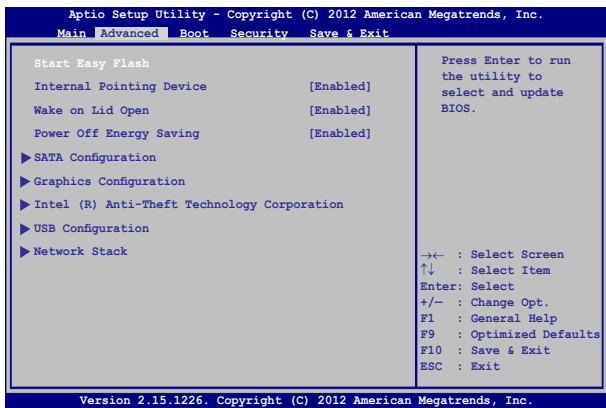 Aptio Setup Utility - Copyright (C) 2012 American Megatrends, Inc.
Main Advanced Boot Security Save & Exit
Start Easy Flash
Internal Pointing Device [Enabled]
Wake on Lid Open [Enabled]
Power Off Energy Saving [Enabled]
SATA Configuration
Graphics Configuration
Intel (R) Anti-Theft Technology Corporation
USB Configuration
Network Stack
Press Enter to run
the utility to
select and update
BIOS.
→← : Select Screen
↑↓ : Select Item
Enter: Select
+/— : Change Opt.
F1 : General Help
F9 : Optimized Defaults
F10 : Save & Exit
ESC : Exit
Version 2.15.1226. Copyright (C) 2012 American Megatrends, Inc.